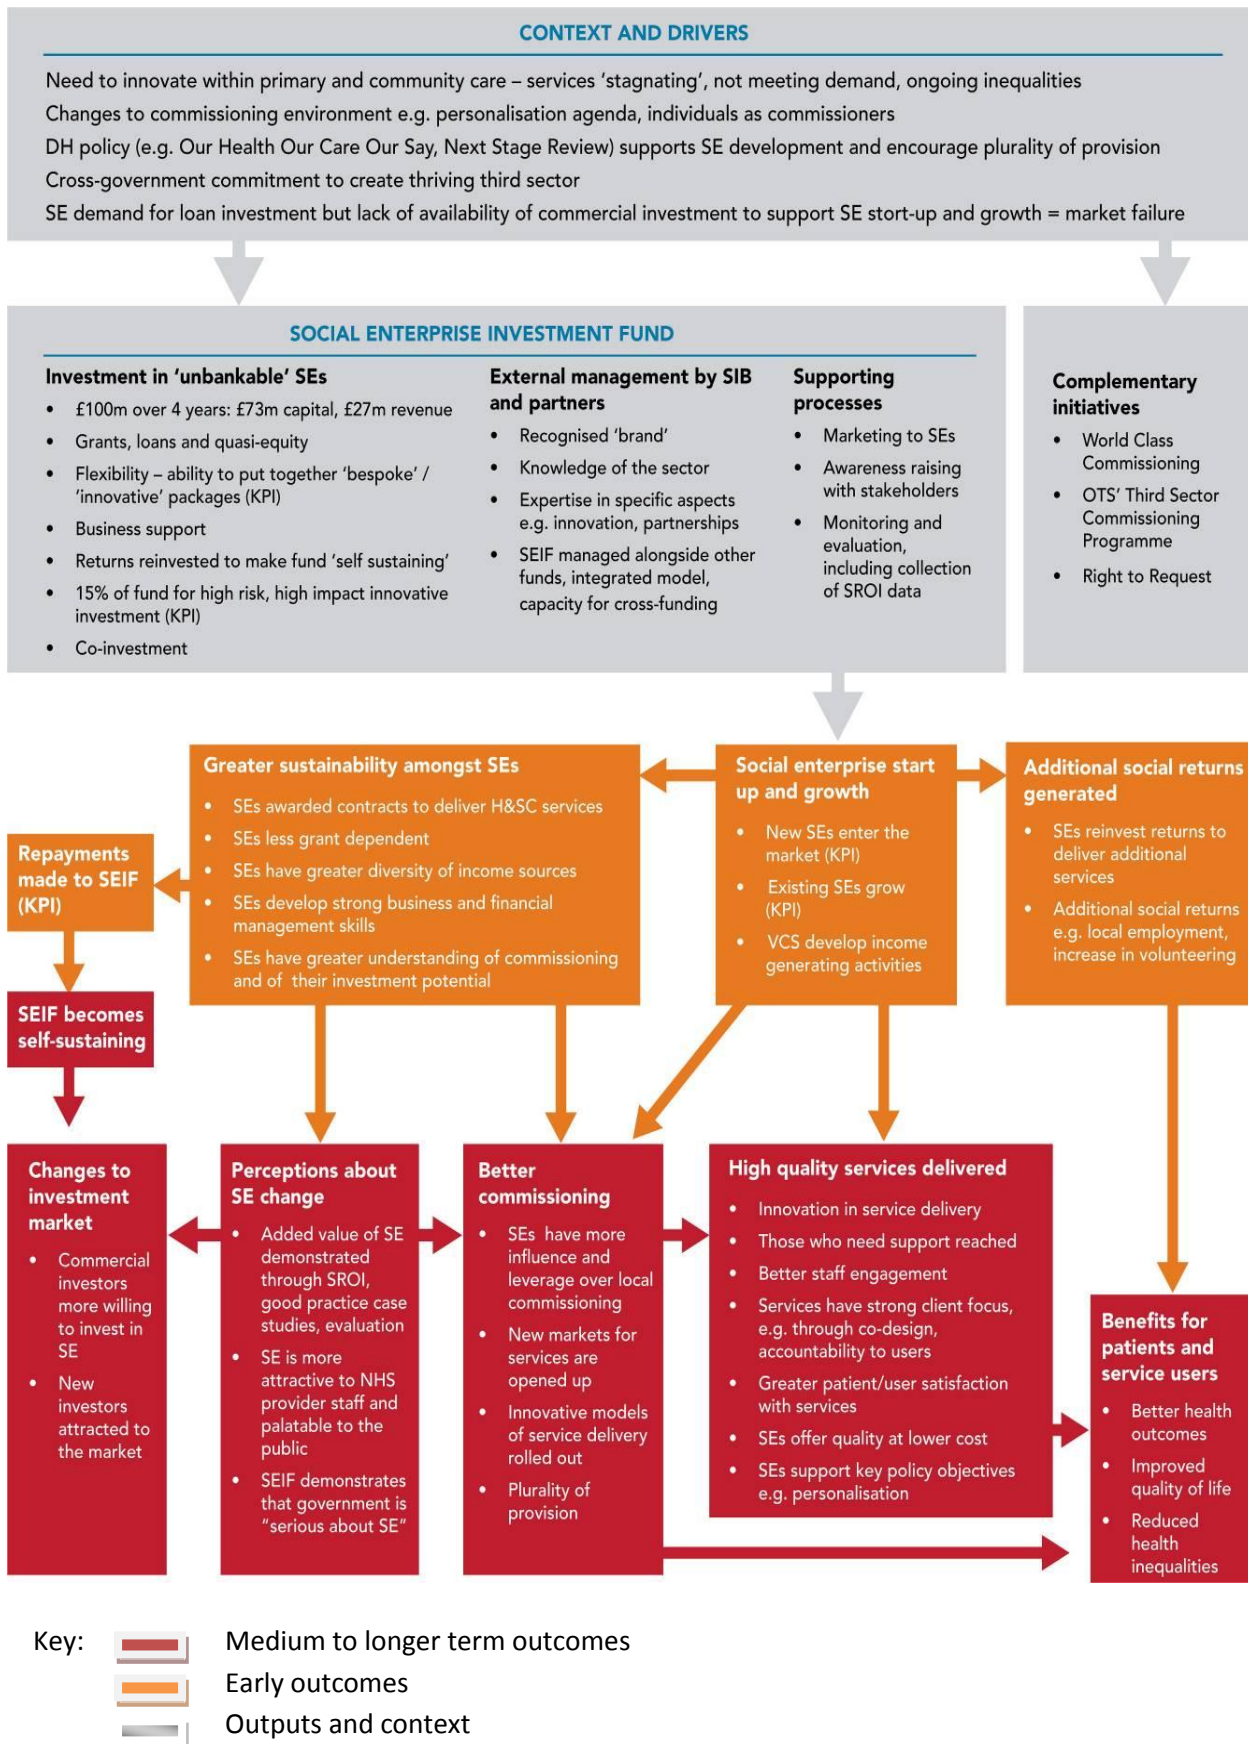 CONTEXT AND DRIVERS
Need to innovate within primary and community care – services ‘stagnating’, not meeting demand, ongoing inequalities
Changes to commissioning environment e.g. personalisation agenda, individuals as commissioners
DH policy (e.g. Our Health Our Care Our Say, Next Stage Review) supports SE development and encourage plurality of provision
Cross-government commitment to create thriving third sector
SE demand for loan investment but lack of availability of commercial investment to support SE start-up and growth = market failure
SOCIAL ENTERPRISE INVESTMENT FUND
Investment in ‘unbankable’ SEs
• £100m over 4 years: £73m capital, £27m revenue
• Grants, loans and quasi-equity
• Flexibility – ability to put together ‘bespoke’ /
’innovative’ packages (KPI)
• Business support
• Returns reinvested to make fund ‘self sustaining’
• 15% of fund for high risk, high impact innovative
investment (KPI)
• Co-investment
External management by SIB
and partners
• Recognised ‘brand’
• Knowledge of the sector
• Expertise in specific aspects
e.g. innovation, partnerships
• SEIF managed alongside other
funds, integrated model,
capacity for cross-funding
Supporting
processes
• Marketing to SEs
• Awareness raising
with stakeholders
• Monitoring and
evaluation,
including collection
of SROI data
Complementary
initiatives
• World Class
Commissioning
• OTS’ Third Sector
Commissioning
Programme
• Right to Request
Repayments
made to SEIF
(KPI)
Greater sustainability amongst SEs
• SEs awarded contracts to deliver H&SC services
• SEs less grant dependent
• SEs have greater diversity of income sources
• SEs develop strong business and financial
management skills
• SEs have greater understanding of commissioning
and of their investment potential
Social enterprise start
up and growth
• New SEs enter the
market (KPI)
• Existing SEs grow
(KPI)
• VCS develop income
generating activities
Additional social returns
generated
• SEs reinvest returns to
deliver additional
services
• Additional social returns
e.g. local employment,
increase in volunteering
SEIF becomes
self-sustaining
Changes to
investment
market
• Commercial
investors
more willing
to invest in
SE
• New
investors
attracted to
the market
Perceptions about
SE change
• Added value of SE
demonstrated
through SROI,
good practice case
studies, evaluation
• SE is more
attractive to NHS
provider staff and
palatable to the
public
• SEIF demonstrates
that government is
“serious about SE”
Better
commissioning
• SEs have more
influence and
leverage over local
commissioning
• New markets for
services are
opened up
• Innovative models
of service delivery
rolled out
• Plurality of
provision
High quality services delivered
• Innovation in service delivery
• Those who need support reached
• Better staff engagement
• Services have strong client focus,
e.g. through co-design,
accountability to users
• Greater patient/user satisfaction
with services
• SEs offer quality at lower cost
• SEs support key policy objectives
e.g. personalisation
Benefits for
patients and
service users
• Better health
outcomes
• Improved
quality of life
• Reduced
health
inequalities
Key:
Medium to longer term outcomes
Early outcomes
Outputs and context